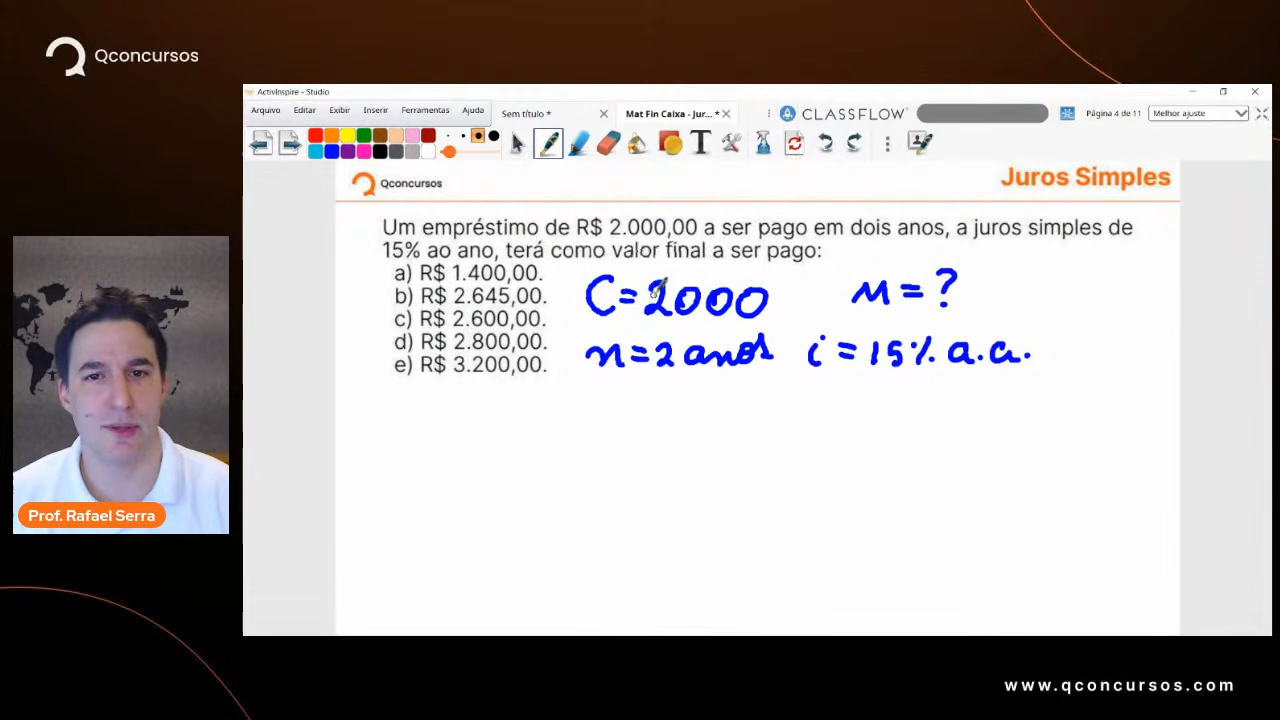 Qconcursos
ActivInspire - Studio
Arquivo Editar Exibir Inserir Ferramentas Ajuda
Sem título *
Mat Fin Caixa - Jur... *
CLASSFLOW
Página 4 de 11
Melhor ajuste
Qconcursos
Juros Simples
Um empréstimo de R$ 2.000,00 a ser pago em dois anos, a juros simples de
15% ao ano, terá como valor final a ser pago:
a) R$ 1.400,00.
b) R$ 2.645,00.
c) R$ 2.600,00.
d) R$ 2.800,00.
e) R$ 3.200,00.
C=2000 M=?
n=2 anos i=15% a.a.
Prof. Rafael Serra
www.qconcursos.com